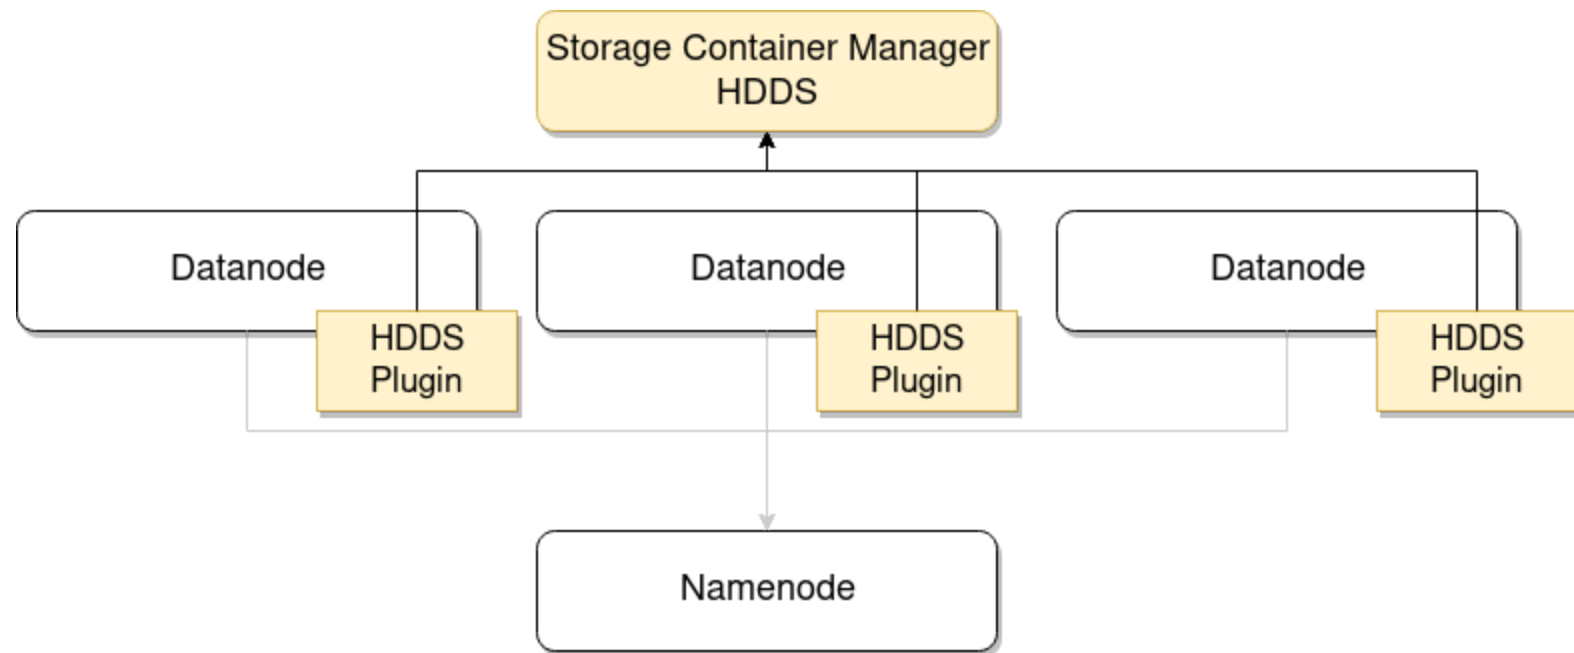 Storage Container Manager
HDDS
Datanode
Datanode
Datanode
HDDS
Plugin
HDDS
Plugin
HDDS
Plugin
Namenode